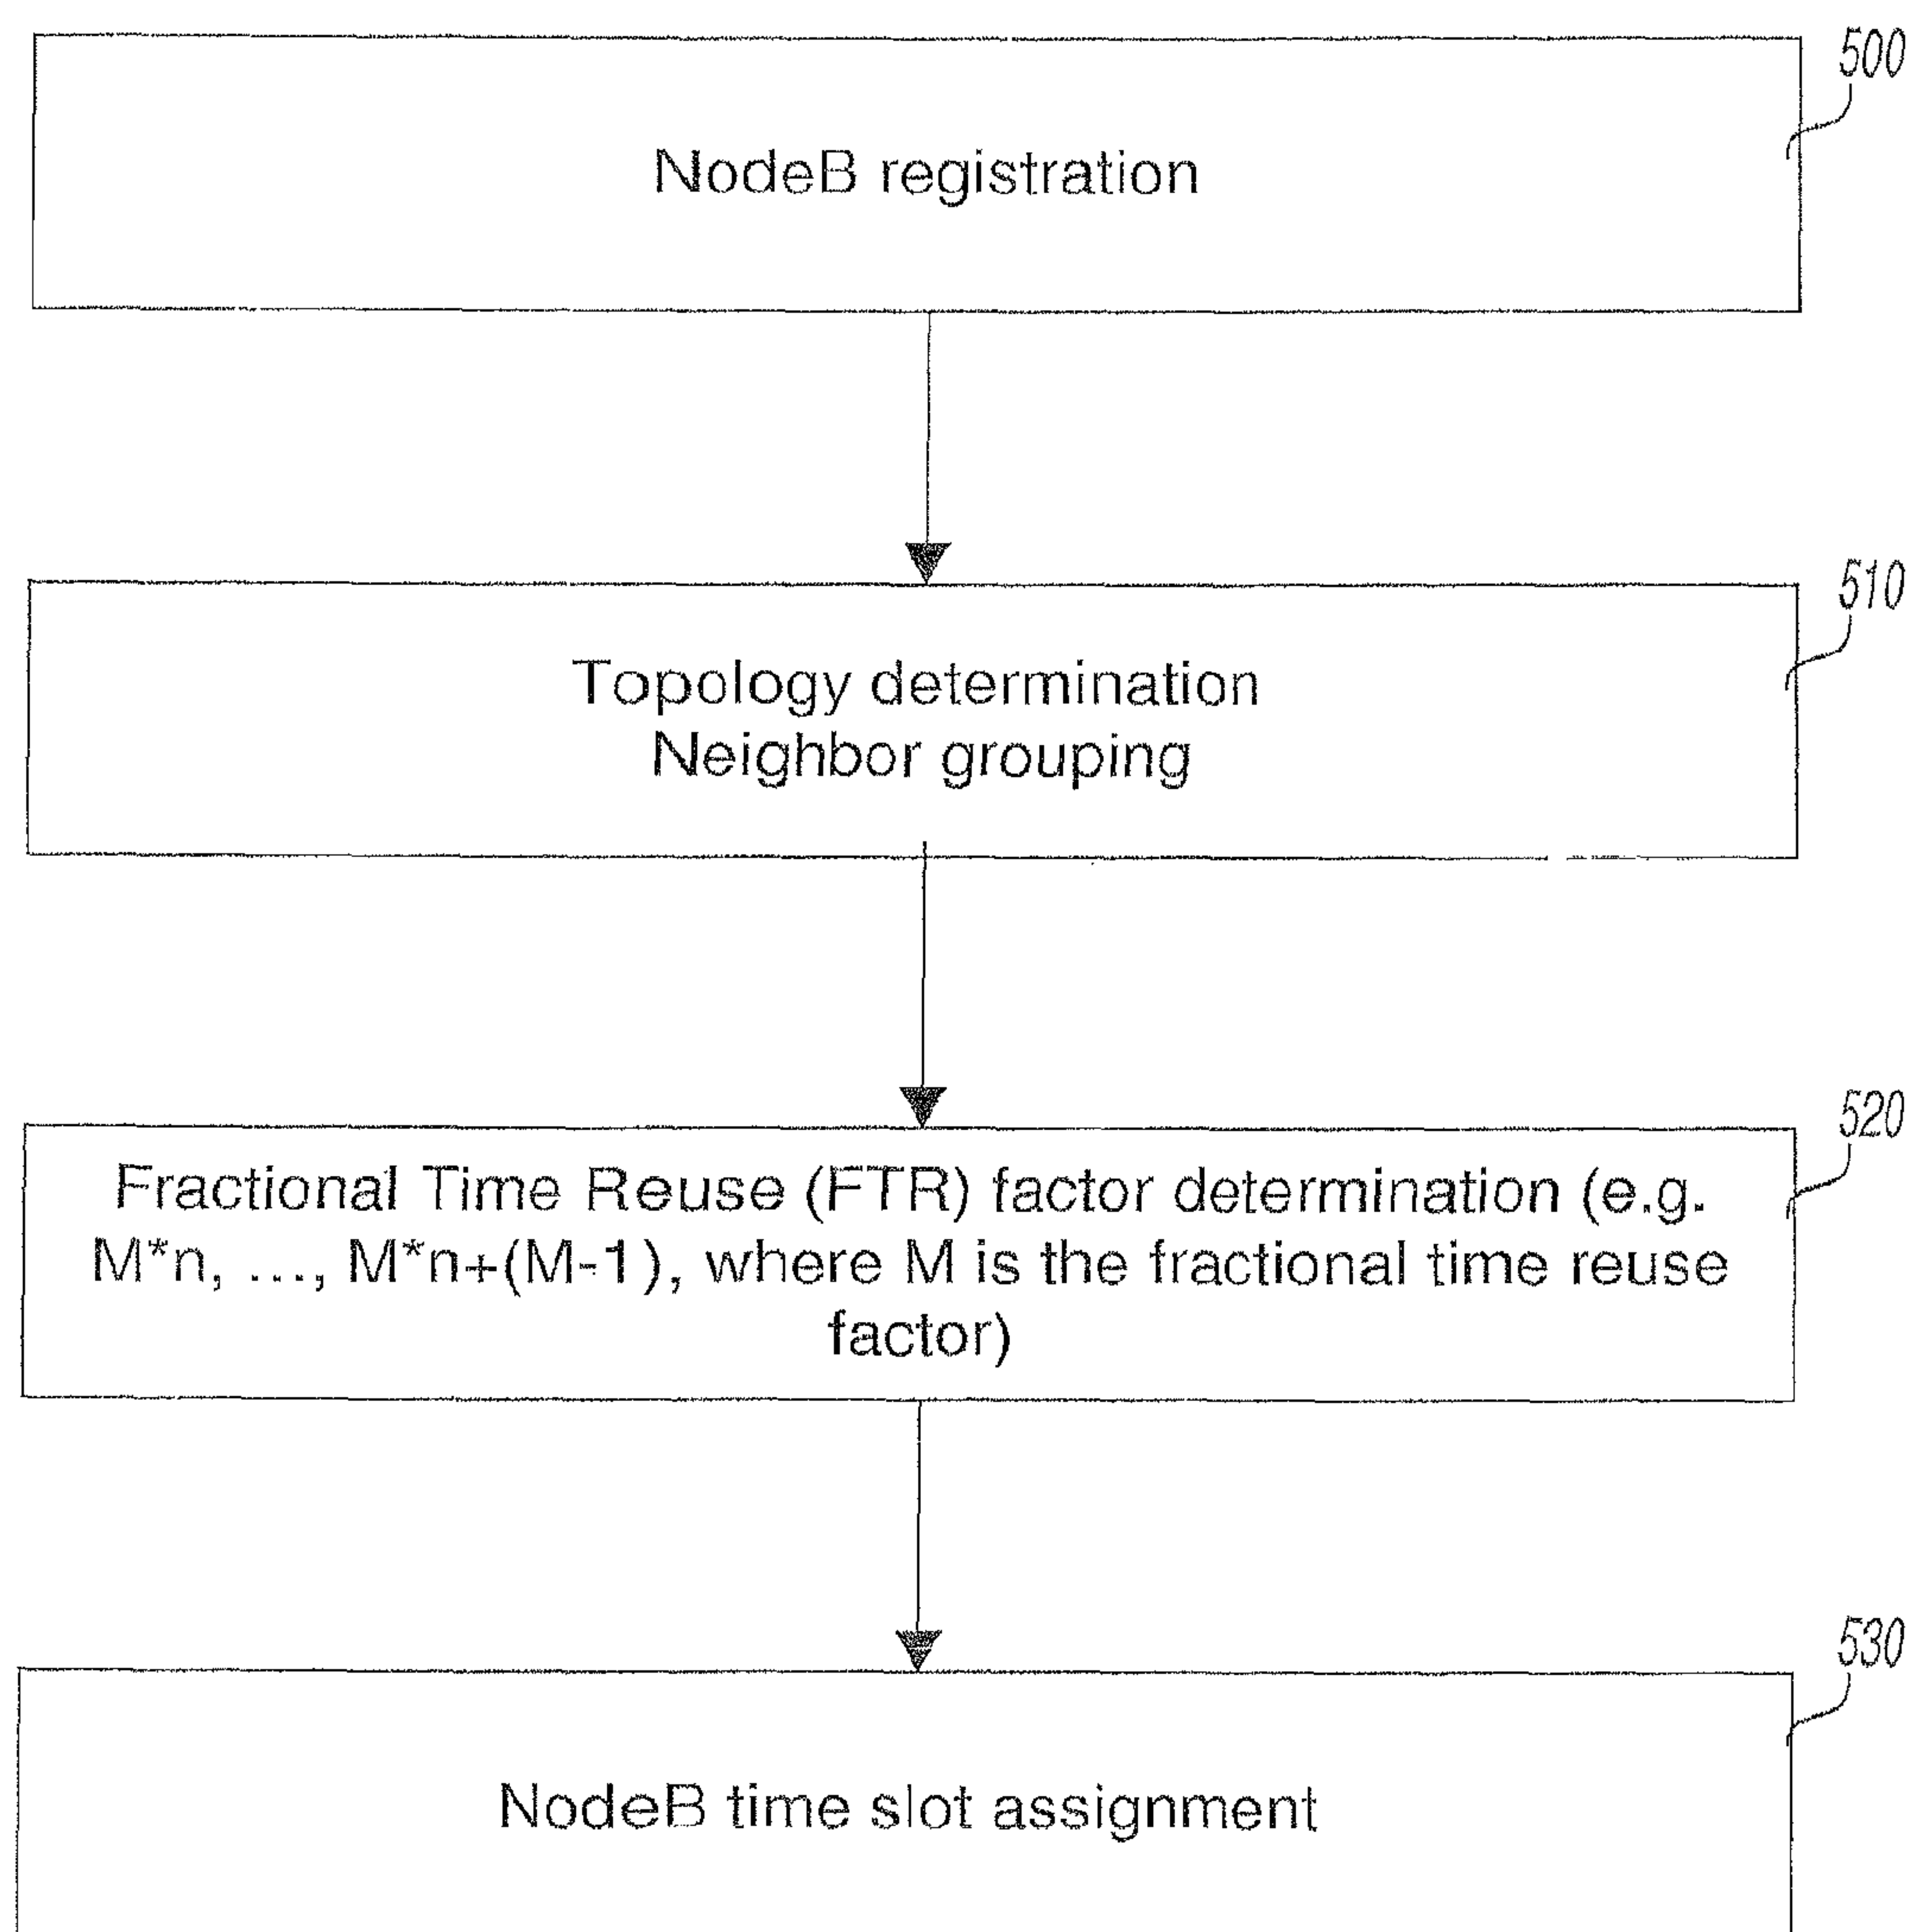 500
NodeB registration
510
Topology determination
Neighbor grouping
520
Fractional Time Reuse (FTR) factor determination (e.g.
M*n, ..., M*n+(M-1), where M is the fractional time reuse
factor)
530
NodeB time slot assignment